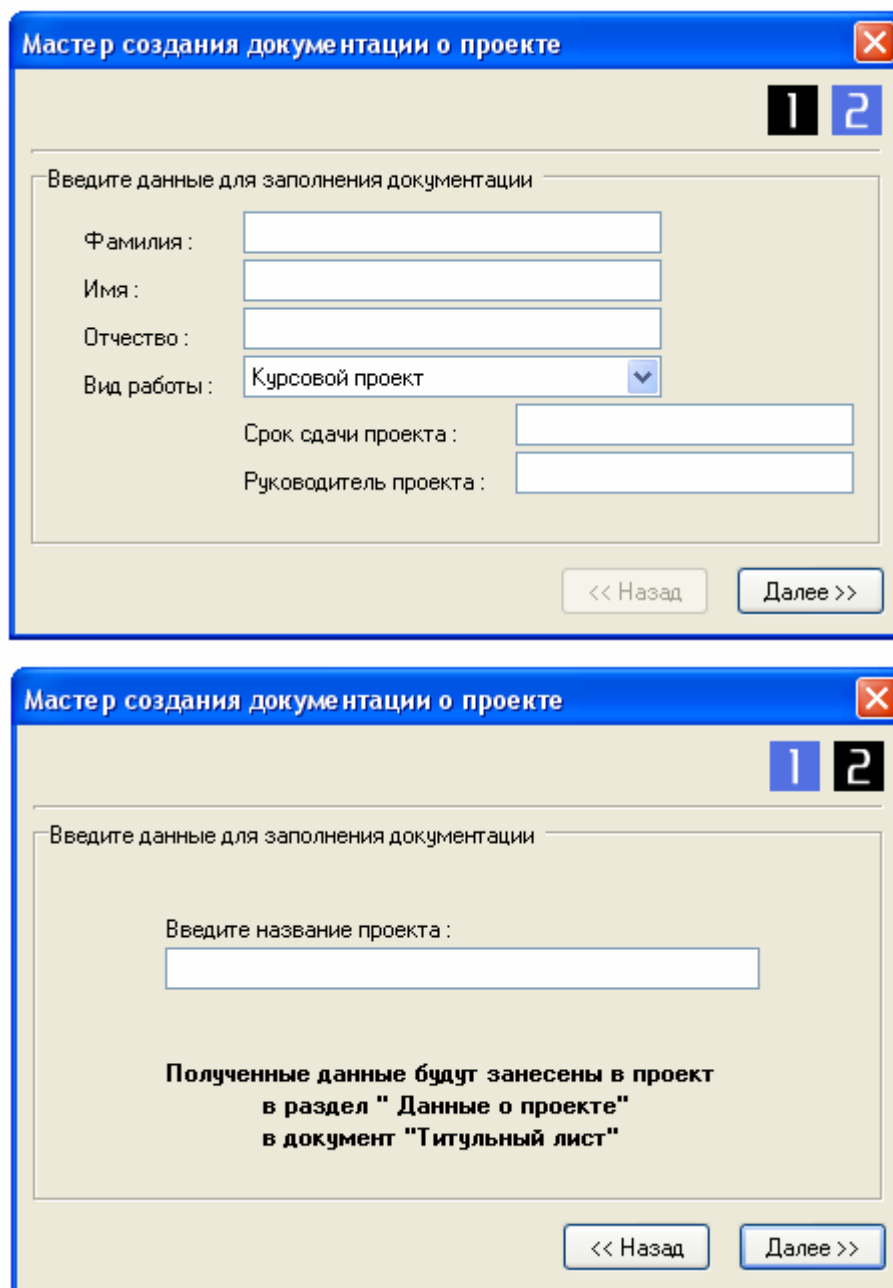 Мастер создания документации о проекте
1 2
Введите данные для заполнения документации
Фамилия :
Имя :
Отчество :
Вид работы : Курсовой проект
Срок сдачи проекта :
Руководитель проекта :
<< Назад Далее >>
Мастер создания документации о проекте
1 2
Введите данные для заполнения документации
Введите название проекта :
Полученные данные будут занесены в проект
в раздел " Данные о проекте"
в документ "Титульный лист"
<< Назад Далее >>